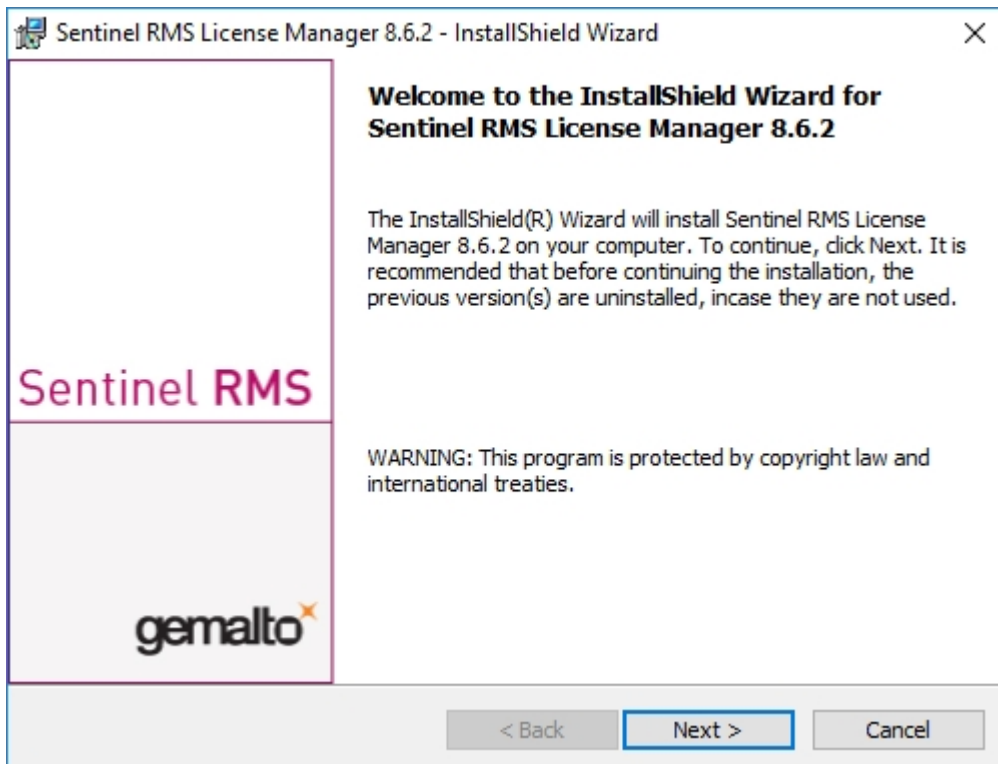 Sentinel RMS License Manager 8.6.2 - InstallShield Wizard
Welcome to the InstallShield Wizard for
Sentinel RMS License Manager 8.6.2
The InstallShield(R) Wizard will install Sentinel RMS License
Manager 8.6.2 on your computer. To continue, click Next. It is
recommended that before continuing the installation, the
previous version(s) are uninstalled, incase they are not used.
Sentinel RMS
WARNING: This program is protected by copyright law and
international treaties.
gemalto
< Back Next > Cancel